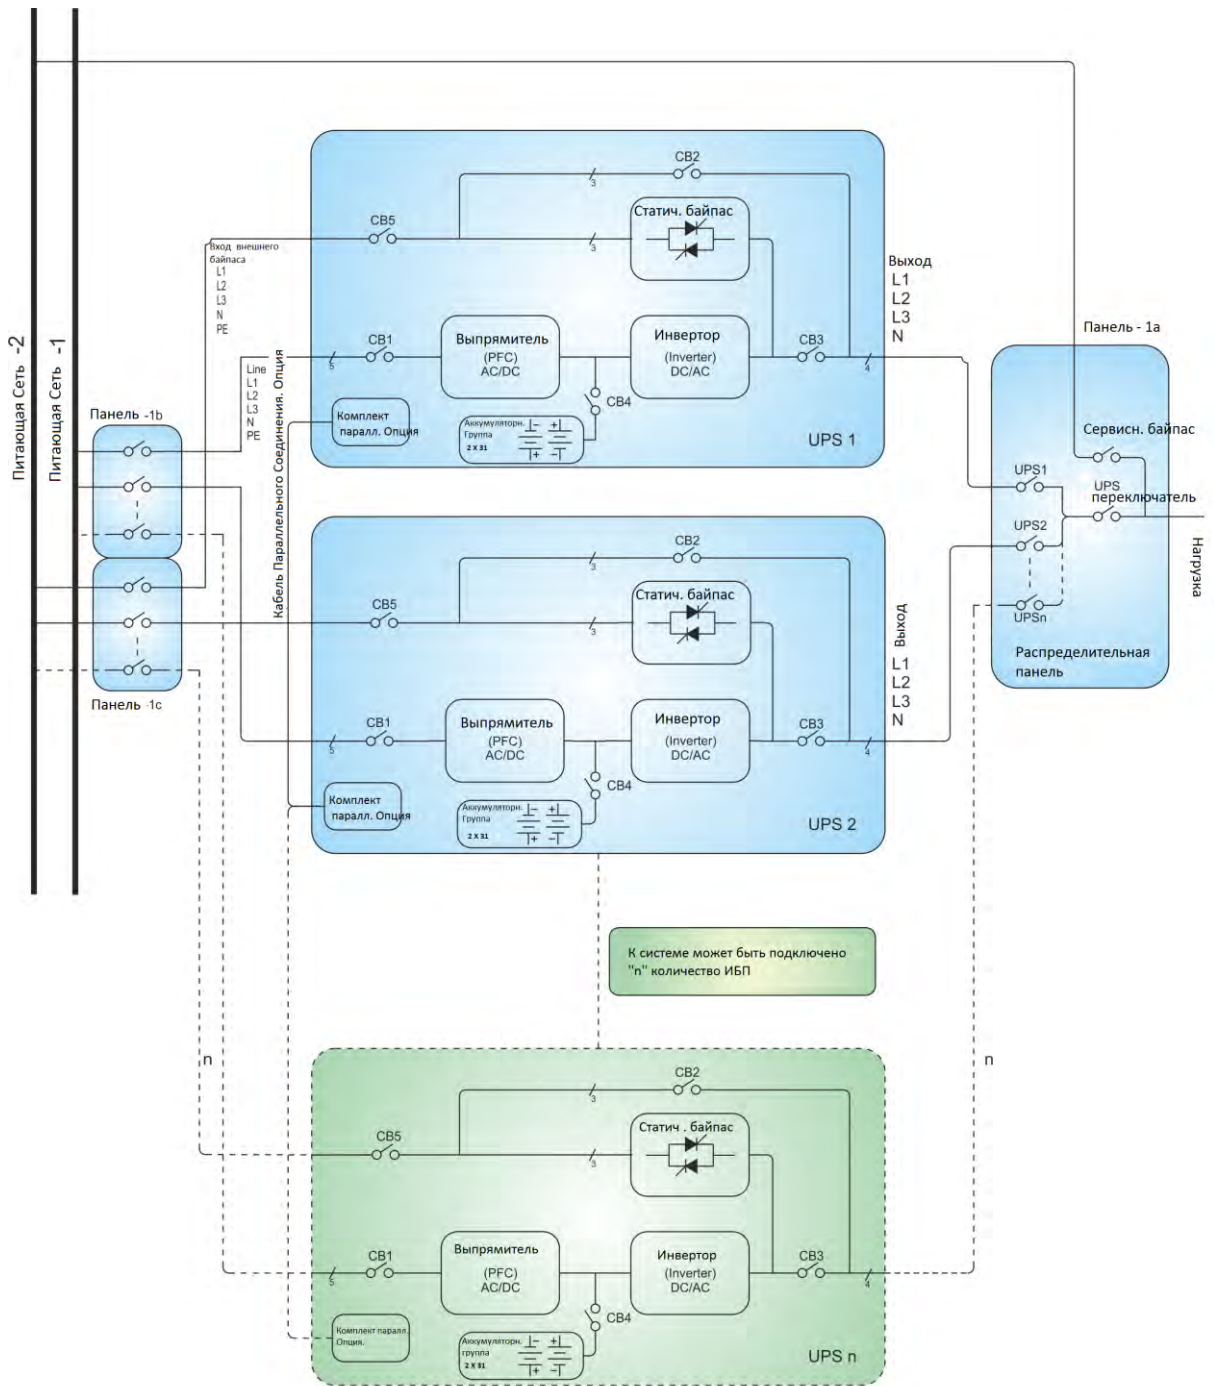 Питающая Сеть -2
Питающая Сеть -1
Панель -1b
Панель -1c
Вход внешнего
байпаса
L1
L2
L3
N
PE
Line
L1
L2
L3
N
PE
Кабель Параллельного Соединения. Опция
CB5
CB2
3
Статич. байпас
3
CB1
5
Выпрямитель
(PFC)
AC/DC
Инвертор
(Inverter)
DC/AC
CB3
4
CB4
Комплект
паралл. Опция
Аккумуляторн.
Группа
2 X 31
UPS 1
Выход
L1
L2
L3
N
Панель - 1a
Сервисн. байпас
UPS1
UPS
переключатель
UPS2
UPSn
Нагрузка
Распределительная
панель
CB2
3
CB5
Статич. байпас
3
CB1
5
Выпрямитель
(PFC)
AC/DC
Инвертор
(Inverter)
DC/AC
CB3
4
CB4
Комплект
паралл. Опция
Аккумуляторн.
Группа
2 X 31
UPS 2
Выход
L1
L2
L3
N
К системе может быть подключено
"n" количество ИБП
n
n
CB2
3
CB5
Статич . байпас
3
CB1
5
Выпрямитель
(PFC)
AC/DC
Инвертор
(Inverter)
DC/AC
CB3
4
CB4
Комплект паралл.
Опция.
Аккумуляторн.
группа
2 X 31
UPS n